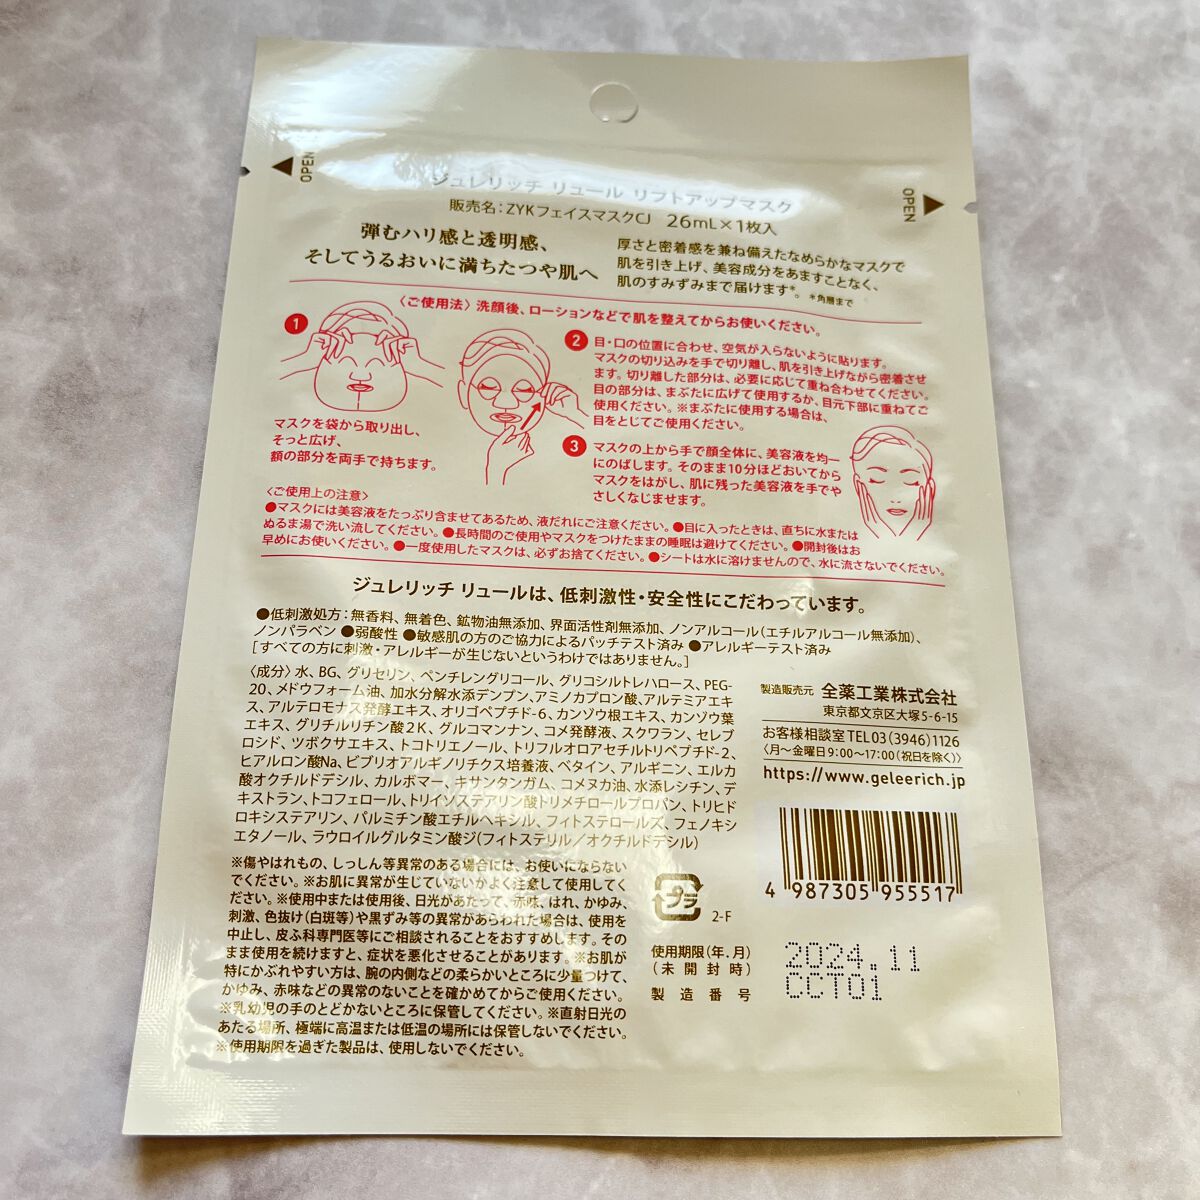 OPEN
OPEN
ジュレリッチ リュール リフトアップマスク
販売名:ZYKフェイスマスクCJ 26mL×1枚入
弾むハリ感と透明感、
そしてうるおいに満ちたつや肌へ
厚さと密着感を兼ね備えたなめらかなマスクで
肌を引き上げ、美容成分をあますことなく、
肌のすみずみまで届けます*。 *角層まで
〈ご使用法〉洗顔後、ローションなどで肌を整えてからお使いください。
1
マスクを袋から取り出し、
そっと広げ、
額の部分を両手で持ちます。
2 目・口の位置に合わせ、空気が入らないように貼ります。
マスクの切り込みを手で切り離し、肌を引き上げながら密着させ
ます。切り離した部分は、必要に応じて重ね合わせてください。
目の部分は、まぶたに広げて使用するか、目元下部に重ねてご
使用ください。※まぶたに使用する場合は、
目をとじてご使用ください。
3 マスクの上から手で顔全体に、美容液を均一
にのばします。そのまま10分ほどおいてから
マスクをはがし、肌に残った美容液を手でや
さしくなじませます。
〈ご使用上の注意〉
●マスクには美容液をたっぷり含ませてあるため、液だれにご注意ください。●目に入ったときは、直ちに水または
ぬるま湯で洗い流してください。●長時間のご使用やマスクをつけたままの睡眠は避けてください。●開封後はお
早めにお使いください。●一度使用したマスクは、必ずお捨てください。●シートは水に溶けませんので、水に流さないでください。
ジュレリッチ リュールは、低刺激性・安全性にこだわっています。
●低刺激処方:無香料、無着色、鉱物油無添加、界面活性剤無添加、ノンアルコール(エチルアルコール無添加)、
ノンパラベン ●弱酸性 ●敏感肌の方のご協力によるパッチテスト済み ●アレルギーテスト済み
[すべての方に刺激・アレルギーが生じないというわけではありません。]
〈成分〉水、BG、グリセリン、ペンチレングリコール、グリコシルトレハロース、PEG-
20、メドウフォーム油、加水分解水添デンプン、アミノカプロン酸、アルテミアエキ
ス、アルテロモナス発酵エキス、オリゴペプチド-6、カンゾウ根エキス、カンゾウ葉
エキス、グリチルリチン酸2K、グルコマンナン、コメ発酵液、スクワラン、セレブ
ロシド、ツボクサエキス、トコトリエノール、トリフルオロアセチルトリペプチド-2、
ヒアルロン酸Na、ビブリオアルギノリチクス培養液、ベタイン、アルギニン、エルカ
酸オクチルドデシル、カルボマー、キサンタンガム、コメヌカ油、水添レシチン、デ
キストラン、トコフェロール、トリイソステアリン酸トリメチロールプロパン、トリヒド
ロキシステアリン、パルミチン酸エチルヘキシル、フィトステロールズ、フェノキシ
エタノール、ラウロイルグルタミン酸ジ(フィトステリル/オクチルドデシル)
※傷やはれもの、しっしん等異常のある場合には、お使いにならない
でください。※お肌に異常が生じていないかよく注意して使用してく
ださい。※使用中または使用後、日光があたって、赤味、はれ、かゆみ、
刺激、色抜け(白斑等)や黒ずみ等の異常があらわれた場合は、使用を
中止し、皮ふ科専門医等にご相談されることをおすすめします。その
まま使用を続けますと、症状を悪化させることがあります。※お肌が
特にかぶれやすい方は、腕の内側などの柔らかいところに少量つけて、
かゆみ、赤味などの異常のないことを確かめてからご使用ください。
※乳幼児の手のとどかないところに保管してください。※直射日光の
あたる場所、極端に高温または低温の場所には保管しないでください。
※使用期限を過ぎた製品は、使用しないでください。
製造販売元 全薬工業株式会社
東京都文京区大塚5-6-15
お客様相談室 TEL 03(3946)1126
〈月〜金曜日9:00〜17:00(祝日を除く)〉
https://www.geleerich.jp
4 987305 955517
プラ
2-F
使用期限(年.月)
(未開封時)
2024.11
製造番号
CCT01